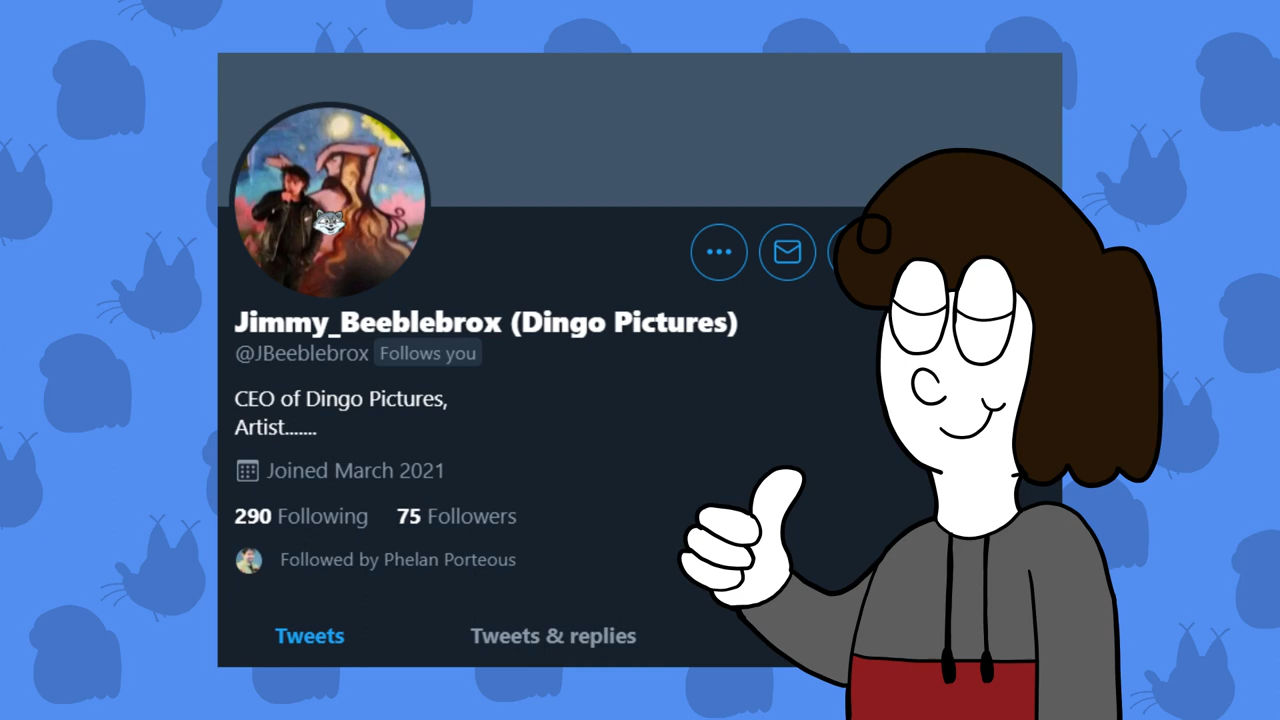 Jimmy_Beeblebrox (Dingo Pictures)
@JBeeblebrox Follows you
CEO of Dingo Pictures,
Artist.......
Joined March 2021
290 Following 75 Followers
Followed by Phelan Porteous
Tweets Tweets & replies